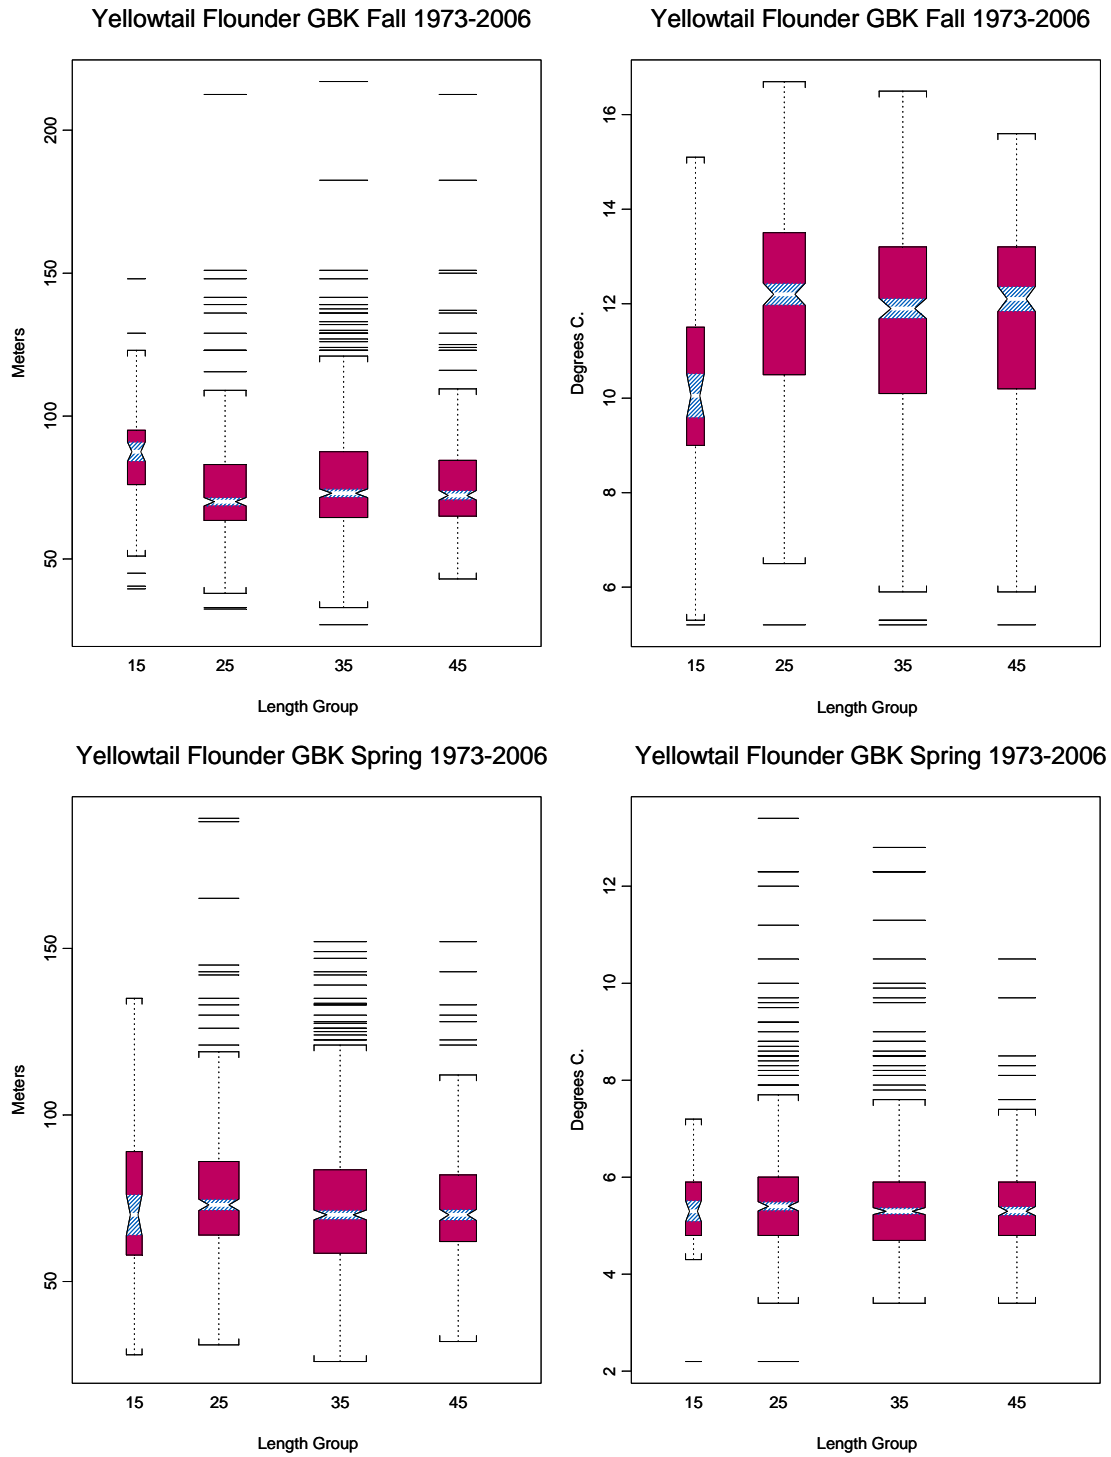 Yellowtail Flounder GBK Fall 1973-2006
Meters
200
150
100
50
15 25 35 45
Length Group
Yellowtail Flounder GBK Fall 1973-2006
Degrees C.
16
14
12
10
8
6
15 25 35 45
Length Group
Yellowtail Flounder GBK Spring 1973-2006
Meters
150
100
50
15 25 35 45
Length Group
Yellowtail Flounder GBK Spring 1973-2006
Degrees C.
12
10
8
6
4
2
15 25 35 45
Length Group